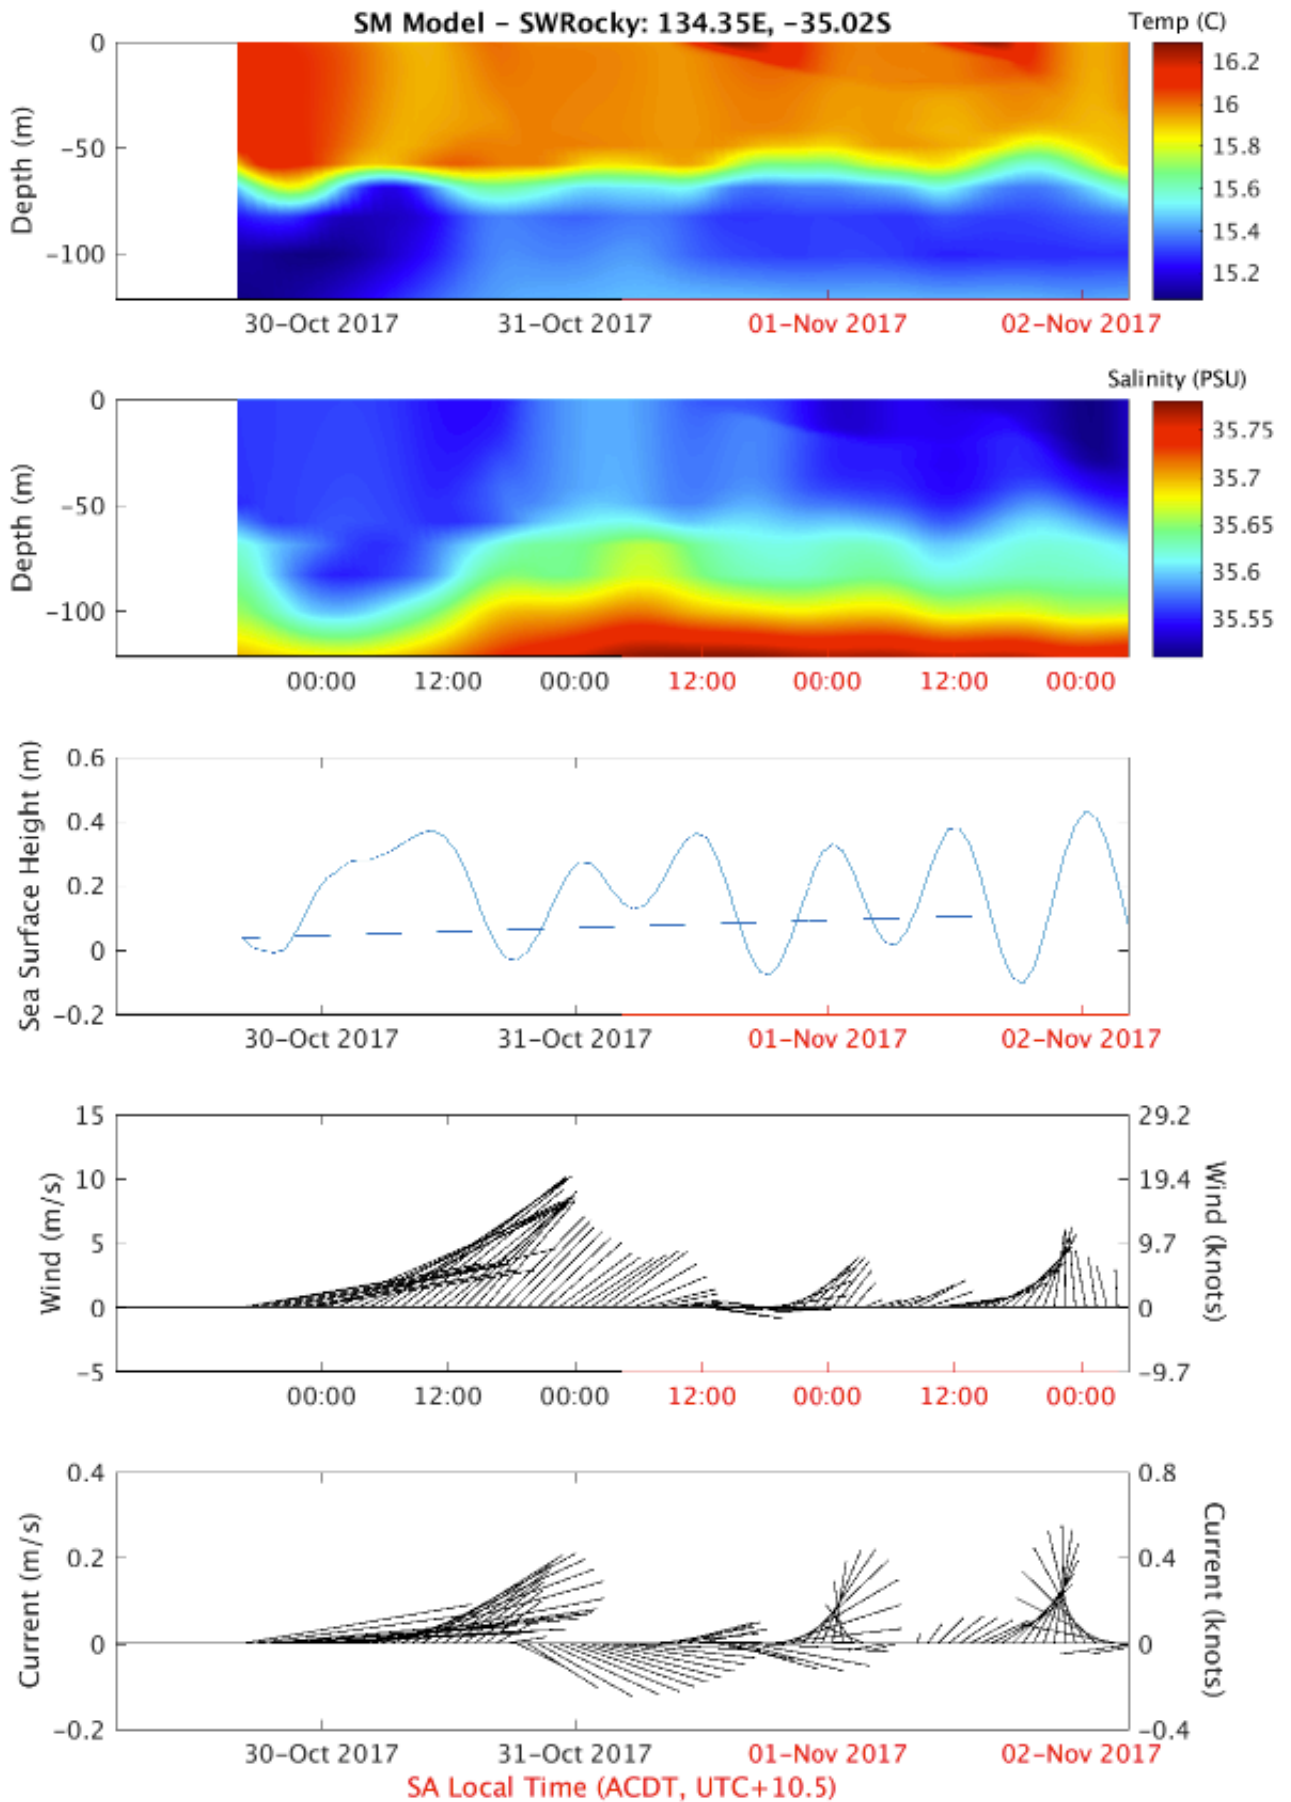 SM Model – SWRocky: 134.35E, −35.02S
Temp (C)
Depth (m)
0
−50
−100
16.2
16
15.8
15.6
15.4
15.2
30−Oct 2017
31−Oct 2017
01−Nov 2017
02−Nov 2017
Salinity (PSU)
Depth (m)
0
−50
−100
35.75
35.7
35.65
35.6
35.55
00:00
12:00
00:00
12:00
00:00
12:00
00:00
Sea Surface Height (m)
0.6
0.4
0.2
0
−0.2
30−Oct 2017
31−Oct 2017
01−Nov 2017
02−Nov 2017
Wind (m/s)
15
10
5
0
−5
29.2
19.4
9.7
0
−9.7
Wind (knots)
00:00
12:00
00:00
12:00
00:00
12:00
00:00
Current (m/s)
0.4
0.2
0
−0.2
0.8
0.4
0
−0.4
Current (knots)
30−Oct 2017
31−Oct 2017
01−Nov 2017
02−Nov 2017
SA Local Time (ACDT, UTC+10.5)